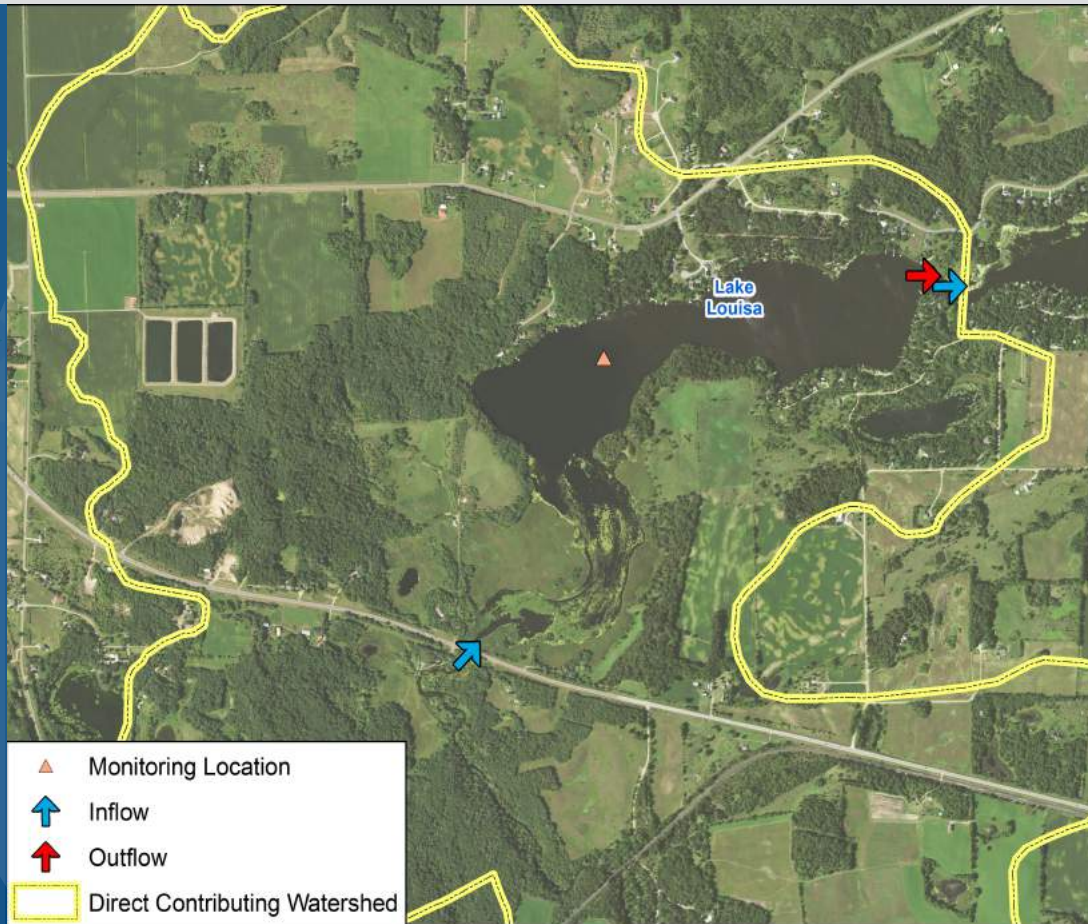 Lake
Louisa
Monitoring Location
Inflow
Outflow
Direct Contributing Watershed